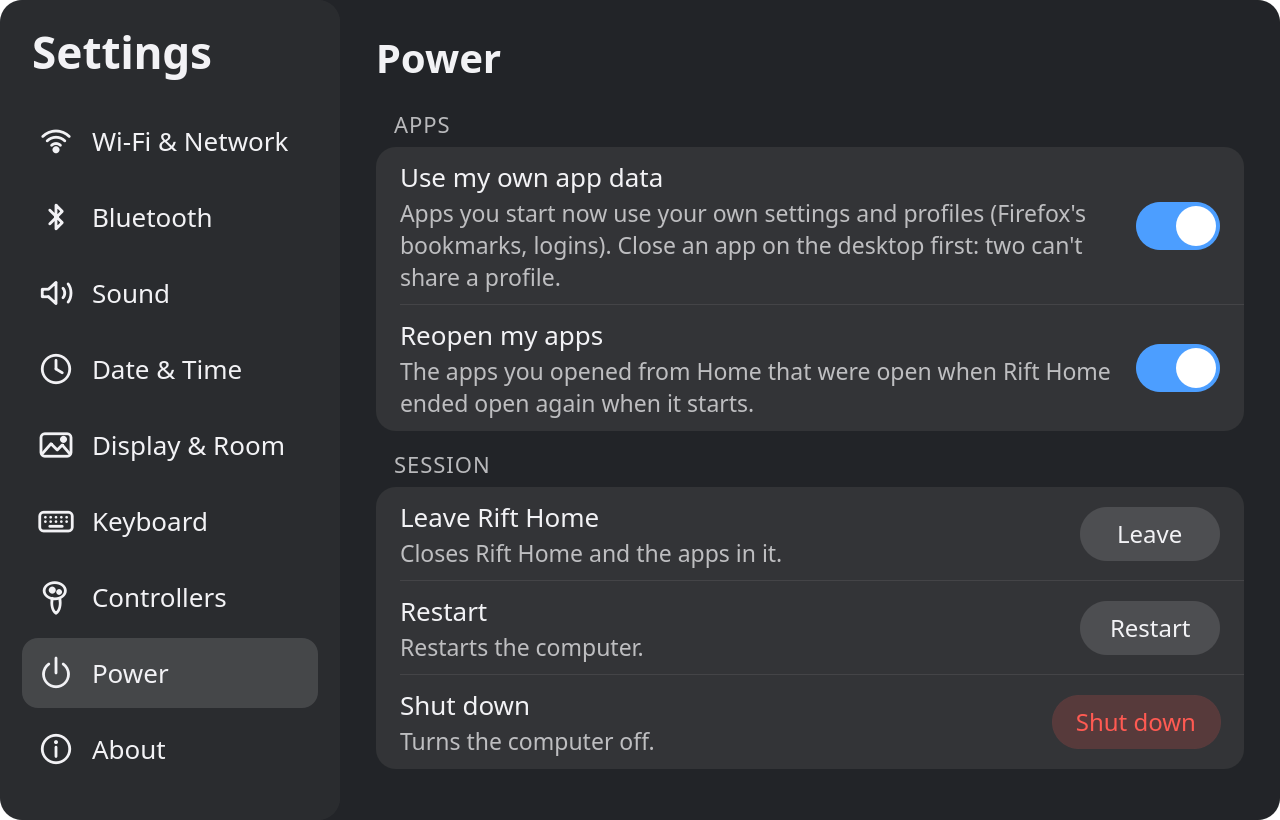 Settings
Wi-Fi & Network
Bluetooth
Sound
Date & Time
Display & Room
Keyboard
Controllers
Power
About
Power
APPS
Use my own app data
Apps you start now use your own settings and profiles (Firefox's
bookmarks, logins). Close an app on the desktop first: two can't
share a profile.
Reopen my apps
The apps you opened from Home that were open when Rift Home
ended open again when it starts.
SESSION
Leave Rift Home
Closes Rift Home and the apps in it.
Leave
Restart
Restarts the computer.
Restart
Shut down
Turns the computer off.
Shut down